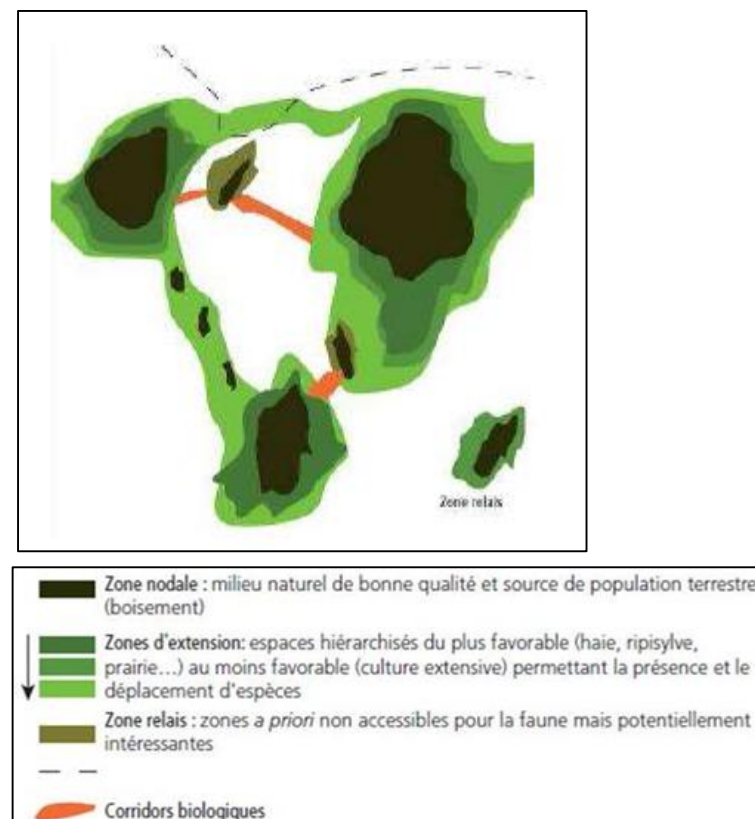 Zone relais
Zone nodale : milieu naturel de bonne qualité et source de population terrestre
(boisement)
Zones d'extension: espaces hiérarchisés du plus favorable (haie, ripisylve,
prairie...) au moins favorable (culture extensive) permettant la présence et le
déplacement d'espèces
Zone relais : zones a priori non accessibles pour la faune mais potentiellement
intéressantes
Corridors biologiques